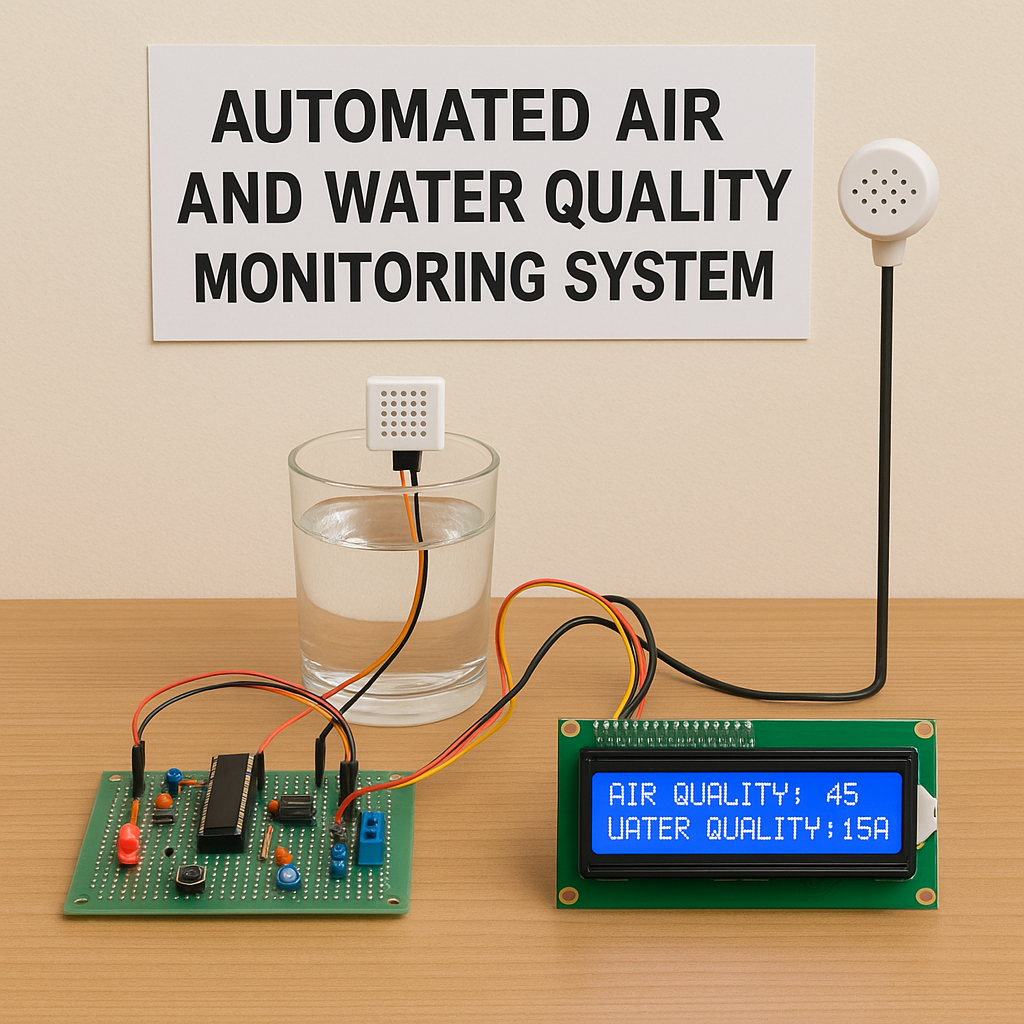 AUTOMATED AIR
AND WATER QUALITY
MONITORING SYSTEM
AIR QUALITY; 45
UATER QUALITY;15A